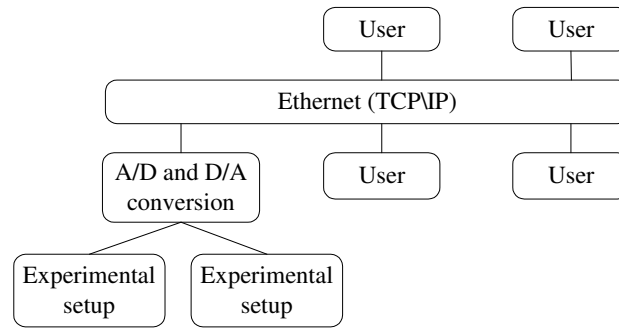 User
User
Ethernet (TCP\IP)
A/D and D/A
conversion
User
User
Experimental
setup
Experimental
setup